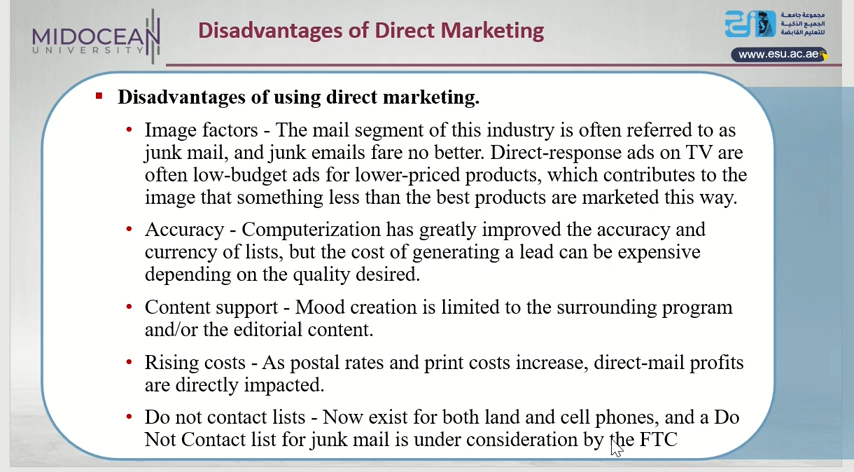 MIDOCEAN
UNIVERSITY
Disadvantages of Direct Marketing
مجموعة جامعة
الجميع الذكية
للتعليم القابضة
www.esu.ac.ae
Disadvantages of using direct marketing.
Image factors - The mail segment of this industry is often referred to as
junk mail, and junk emails fare no better. Direct-response ads on TV are
often low-budget ads for lower-priced products, which contributes to the
image that something less than the best products are marketed this way.
Accuracy - Computerization has greatly improved the accuracy and
currency of lists, but the cost of generating a lead can be expensive
depending on the quality desired.
Content support - Mood creation is limited to the surrounding program
and/or the editorial content.
Rising costs - As postal rates and print costs increase, direct-mail profits
are directly impacted.
Do not contact lists - Now exist for both land and cell phones, and a Do
Not Contact list for junk mail is under consideration by the FTC